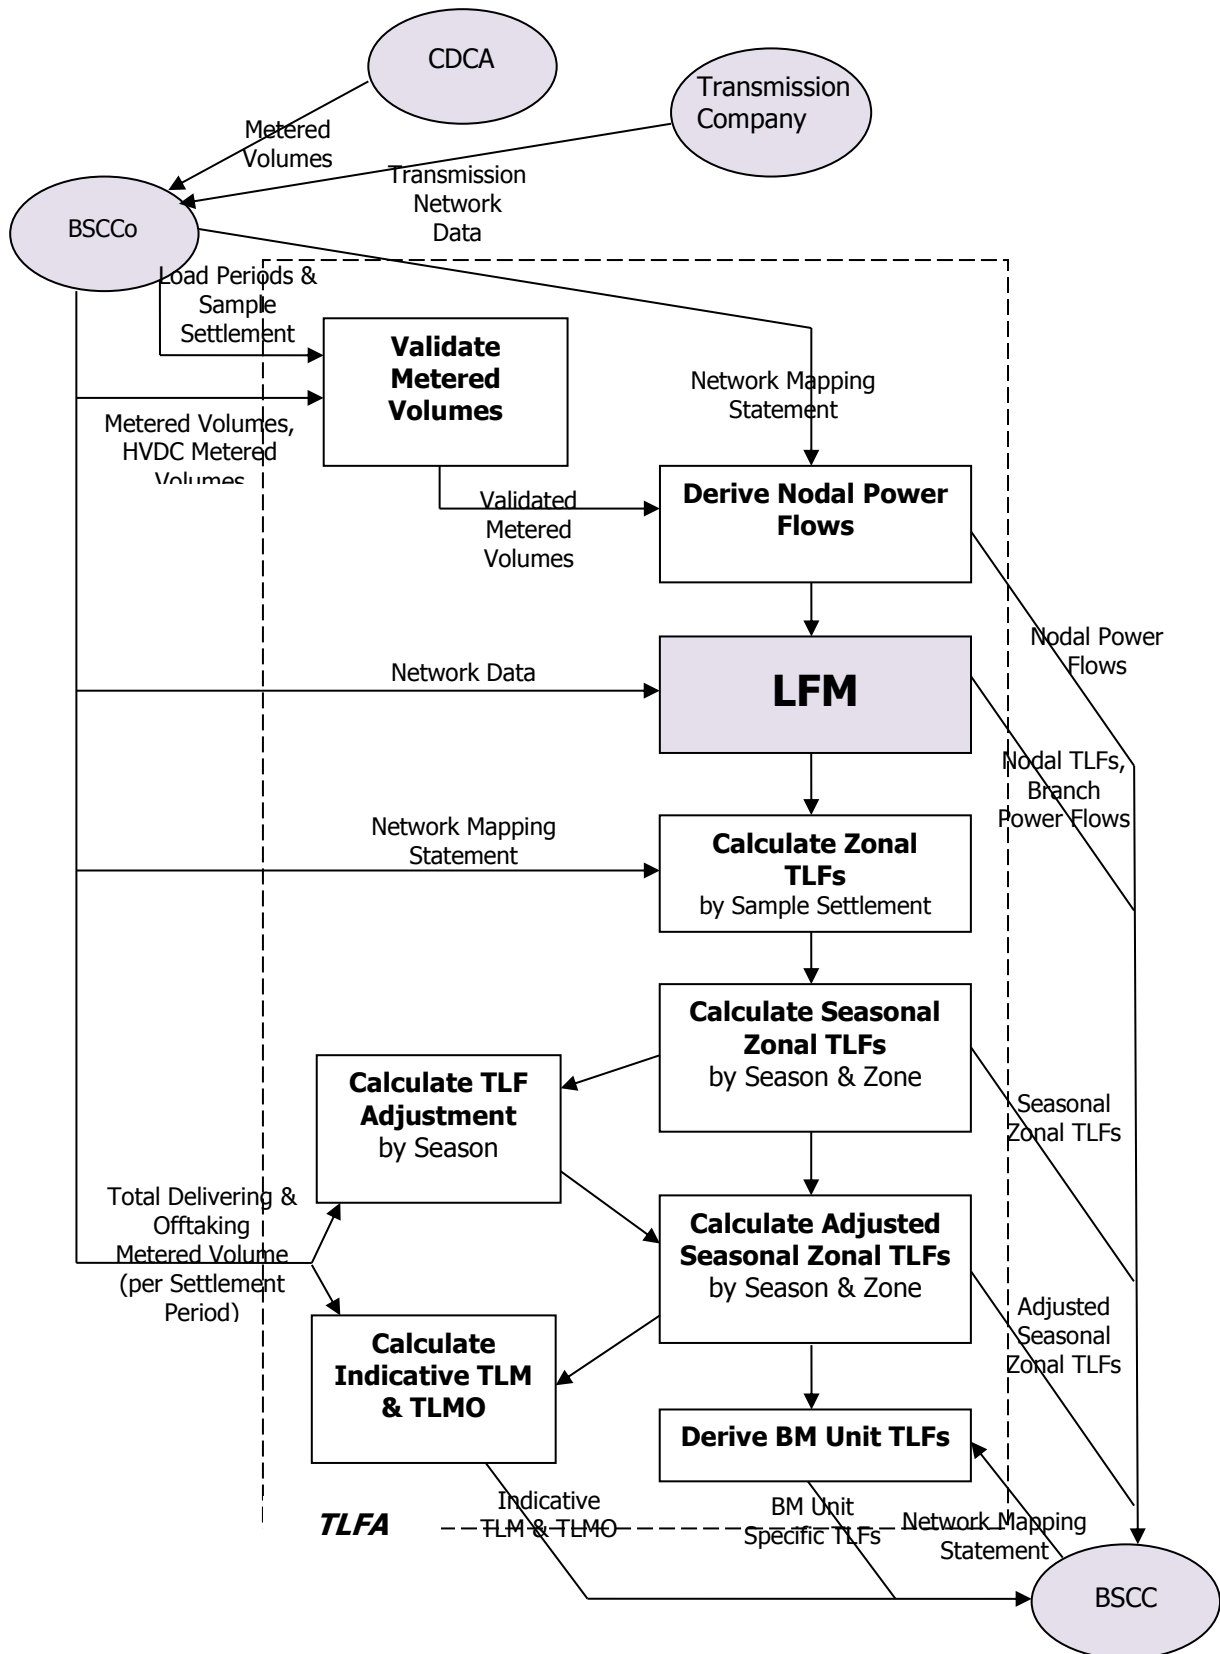 CDCA
Transmission
Company
Metered
Volumes
Transmission
Network
Data
BSCCo
Load Periods &
Sample
Settlement
Validate
Metered
Volumes
Network Mapping
Statement
Metered Volumes,
HVDC Metered
Volumes
Validated
Metered
Volumes
Derive Nodal Power
Flows
Nodal Power
Flows
Network Data
LFM
Nodal TLFs,
Branch
Power Flows
Network Mapping
Statement
Calculate Zonal
TLFs
by Sample Settlement
Calculate Seasonal
Zonal TLFs
by Season & Zone
Calculate TLF
Adjustment
by Season
Seasonal
Zonal TLFs
Total Delivering &
Offtaking
Metered Volume
(per Settlement
Period)
Calculate Adjusted
Seasonal Zonal TLFs
by Season & Zone
Adjusted
Seasonal
Zonal TLFs
Calculate
Indicative TLM
& TLMO
Derive BM Unit TLFs
TLFA
Indicative
TLM & TLMO
BM Unit
Specific TLFs
Network Mapping
Statement
BSCC